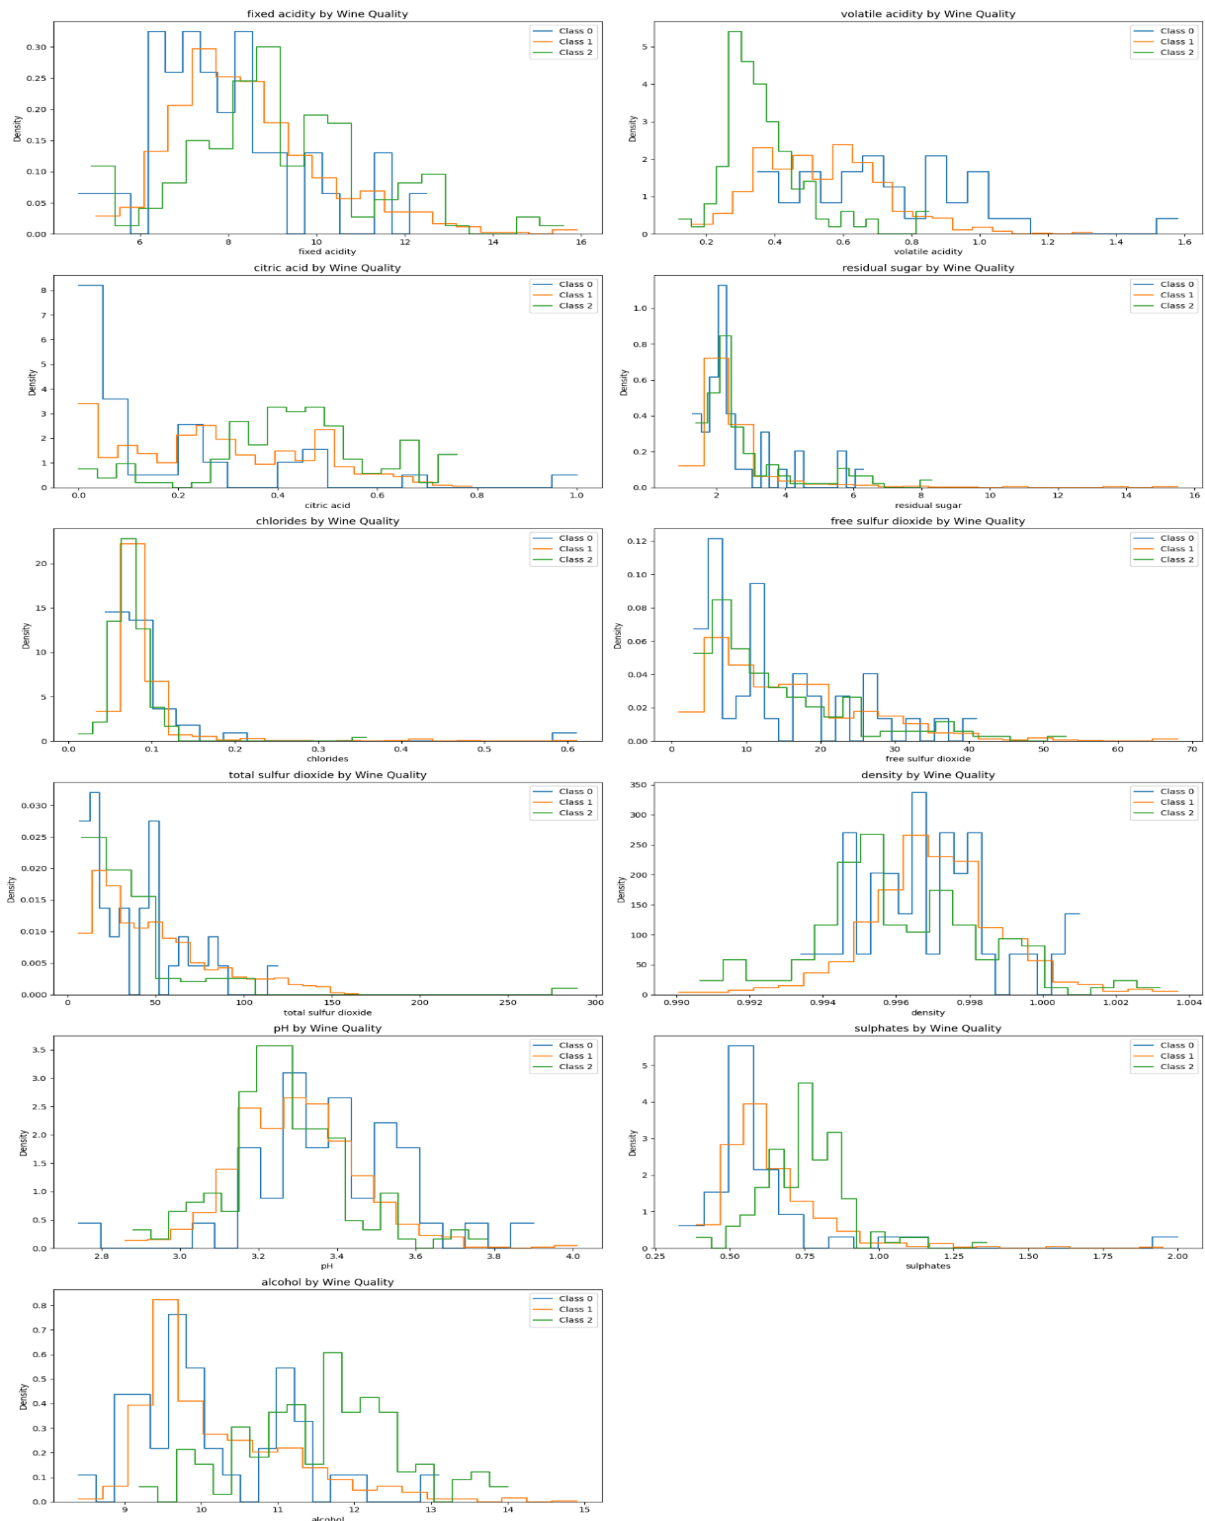 fixed acidity by Wine Quality
Class 0
Class 1
Class 2
0.30
0.25
0.20
0.15
0.10
0.05
0.00
Density
6 8 10 12 14 16
fixed acidity
volatile acidity by Wine Quality
Class 0
Class 1
Class 2
5
4
3
2
1
0
Density
0.2 0.4 0.6 0.8 1.0 1.2 1.4 1.6
volatile acidity
citric acid by Wine Quality
Class 0
Class 1
Class 2
8
7
6
5
4
3
2
1
0
Density
0.0 0.2 0.4 0.6 0.8 1.0
citric acid
residual sugar by Wine Quality
Class 0
Class 1
Class 2
1.0
0.8
0.6
0.4
0.2
0.0
Density
2 4 6 8 10 12 14 16
residual sugar
chlorides by Wine Quality
Class 0
Class 1
Class 2
20
15
10
5
0
Density
0.0 0.1 0.2 0.3 0.4 0.5 0.6
chlorides
free sulfur dioxide by Wine Quality
Class 0
Class 1
Class 2
0.12
0.10
0.08
0.06
0.04
0.02
0.00
Density
0 10 20 30 40 50 60 70
free sulfur dioxide
total sulfur dioxide by Wine Quality
Class 0
Class 1
Class 2
0.030
0.025
0.020
0.015
0.010
0.005
0.000
Density
0 50 100 150 200 250 300
total sulfur dioxide
density by Wine Quality
Class 0
Class 1
Class 2
350
300
250
200
150
100
50
0
Density
0.990 0.992 0.994 0.996 0.998 1.000 1.002 1.004
density
pH by Wine Quality
Class 0
Class 1
Class 2
3.5
3.0
2.5
2.0
1.5
1.0
0.5
0.0
Density
2.8 3.0 3.2 3.4 3.6 3.8 4.0
pH
sulphates by Wine Quality
Class 0
Class 1
Class 2
5
4
3
2
1
0
Density
0.25 0.50 0.75 1.00 1.25 1.50 1.75 2.00
sulphates
alcohol by Wine Quality
Class 0
Class 1
Class 2
0.8
0.7
0.6
0.5
0.4
0.3
0.2
0.1
0.0
Density
9 10 11 12 13 14 15
alcohol